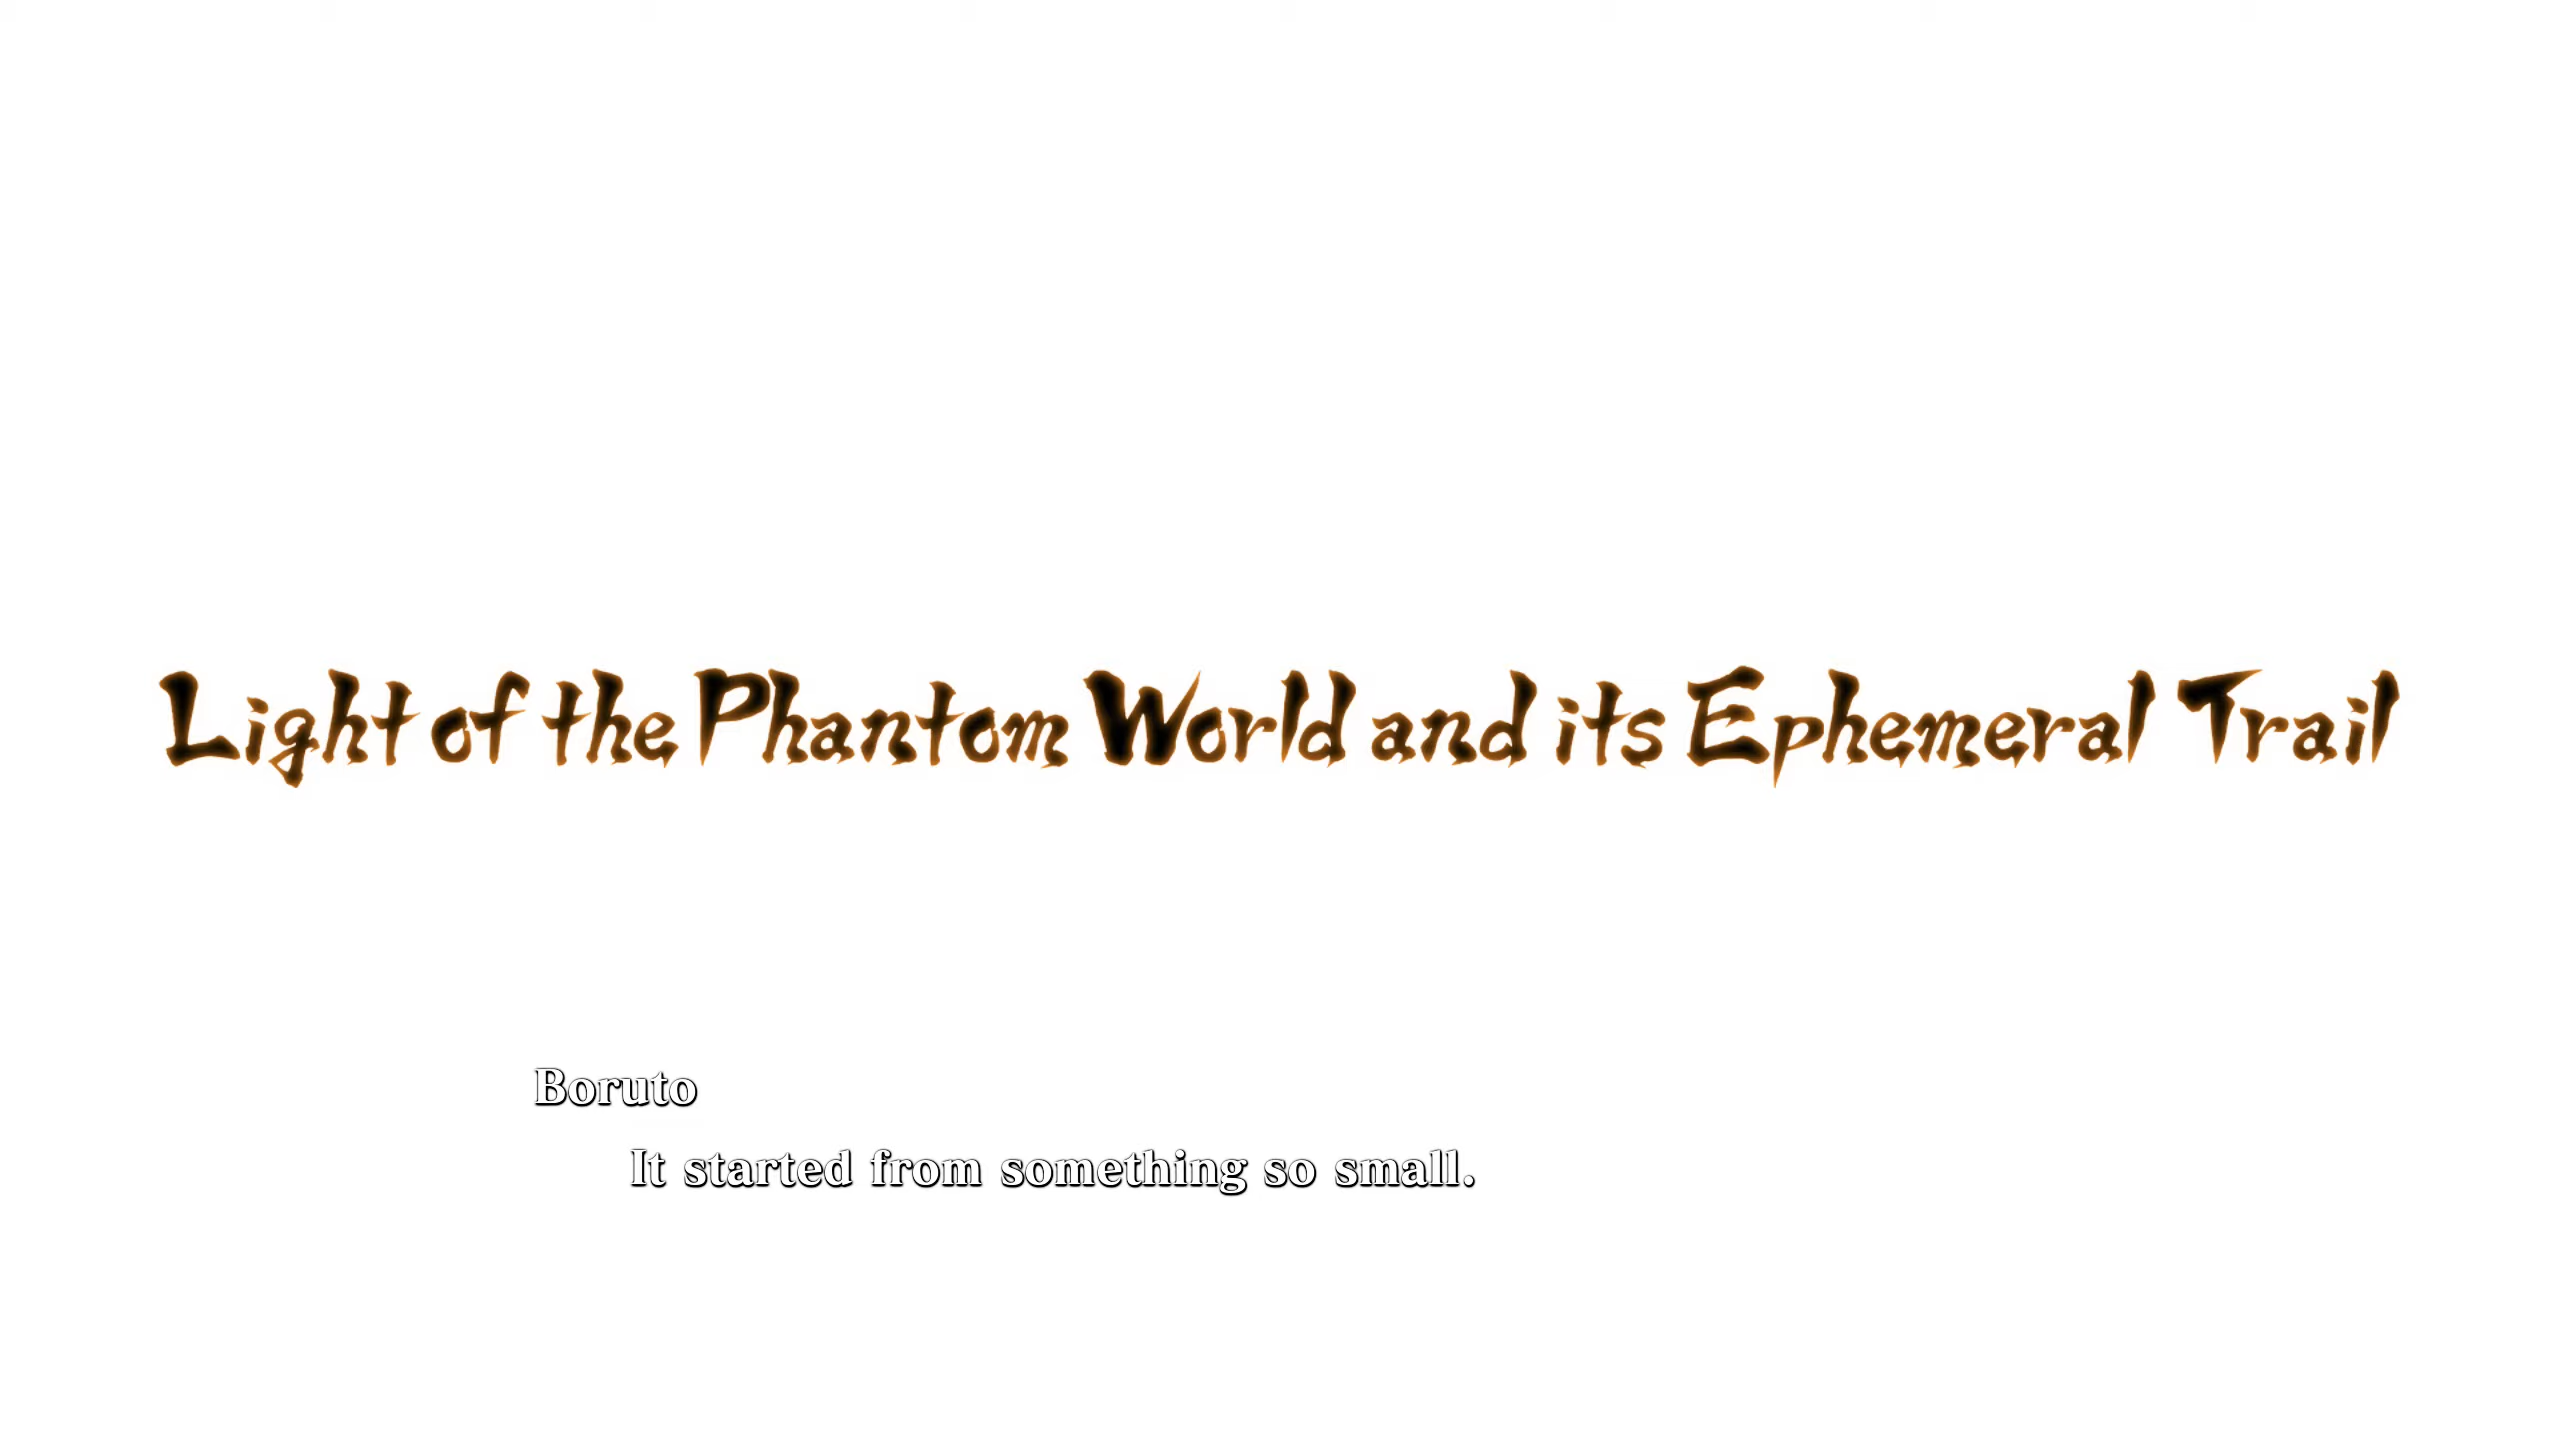 Light of the Phantom World and its Ephemeral Trail
Boruto
It started from something so small.